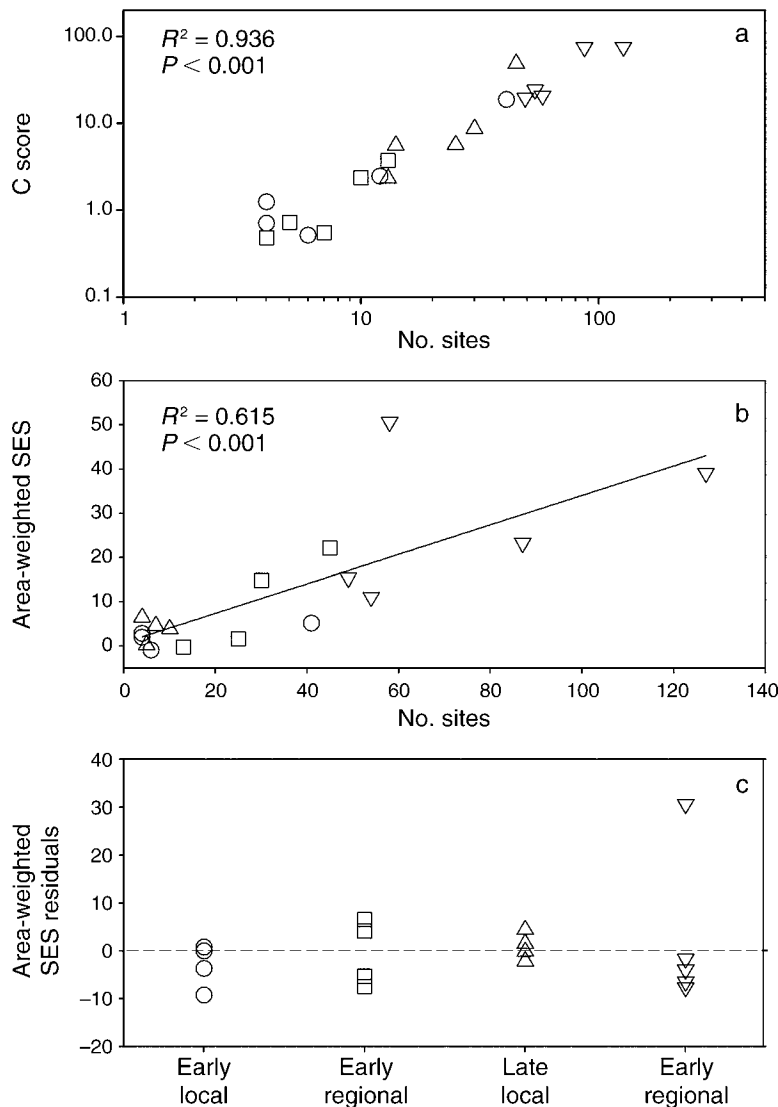 a
R² = 0.936
P < 0.001
C score
100.0
10.0
1.0
0.1
1
10
100
No. sites
b
R² = 0.615
P < 0.001
Area-weighted SES
60
50
40
30
20
10
0
0
20
40
60
80
100
120
140
No. sites
c
Area-weighted
SES residuals
40
30
20
10
0
−10
−20
Early
local
Early
regional
Late
local
Early
regional